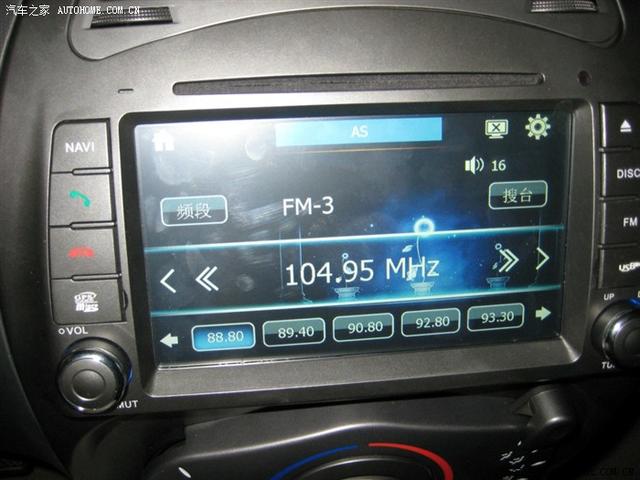 汽车之家 AUTOHOME.COM.CN
AS
NAVI
16
DISC
频段
FM-3
搜台
FM
104.95 MHz
GPS
UP
VOL
88.80
89.40
90.80
92.80
93.30
MUT